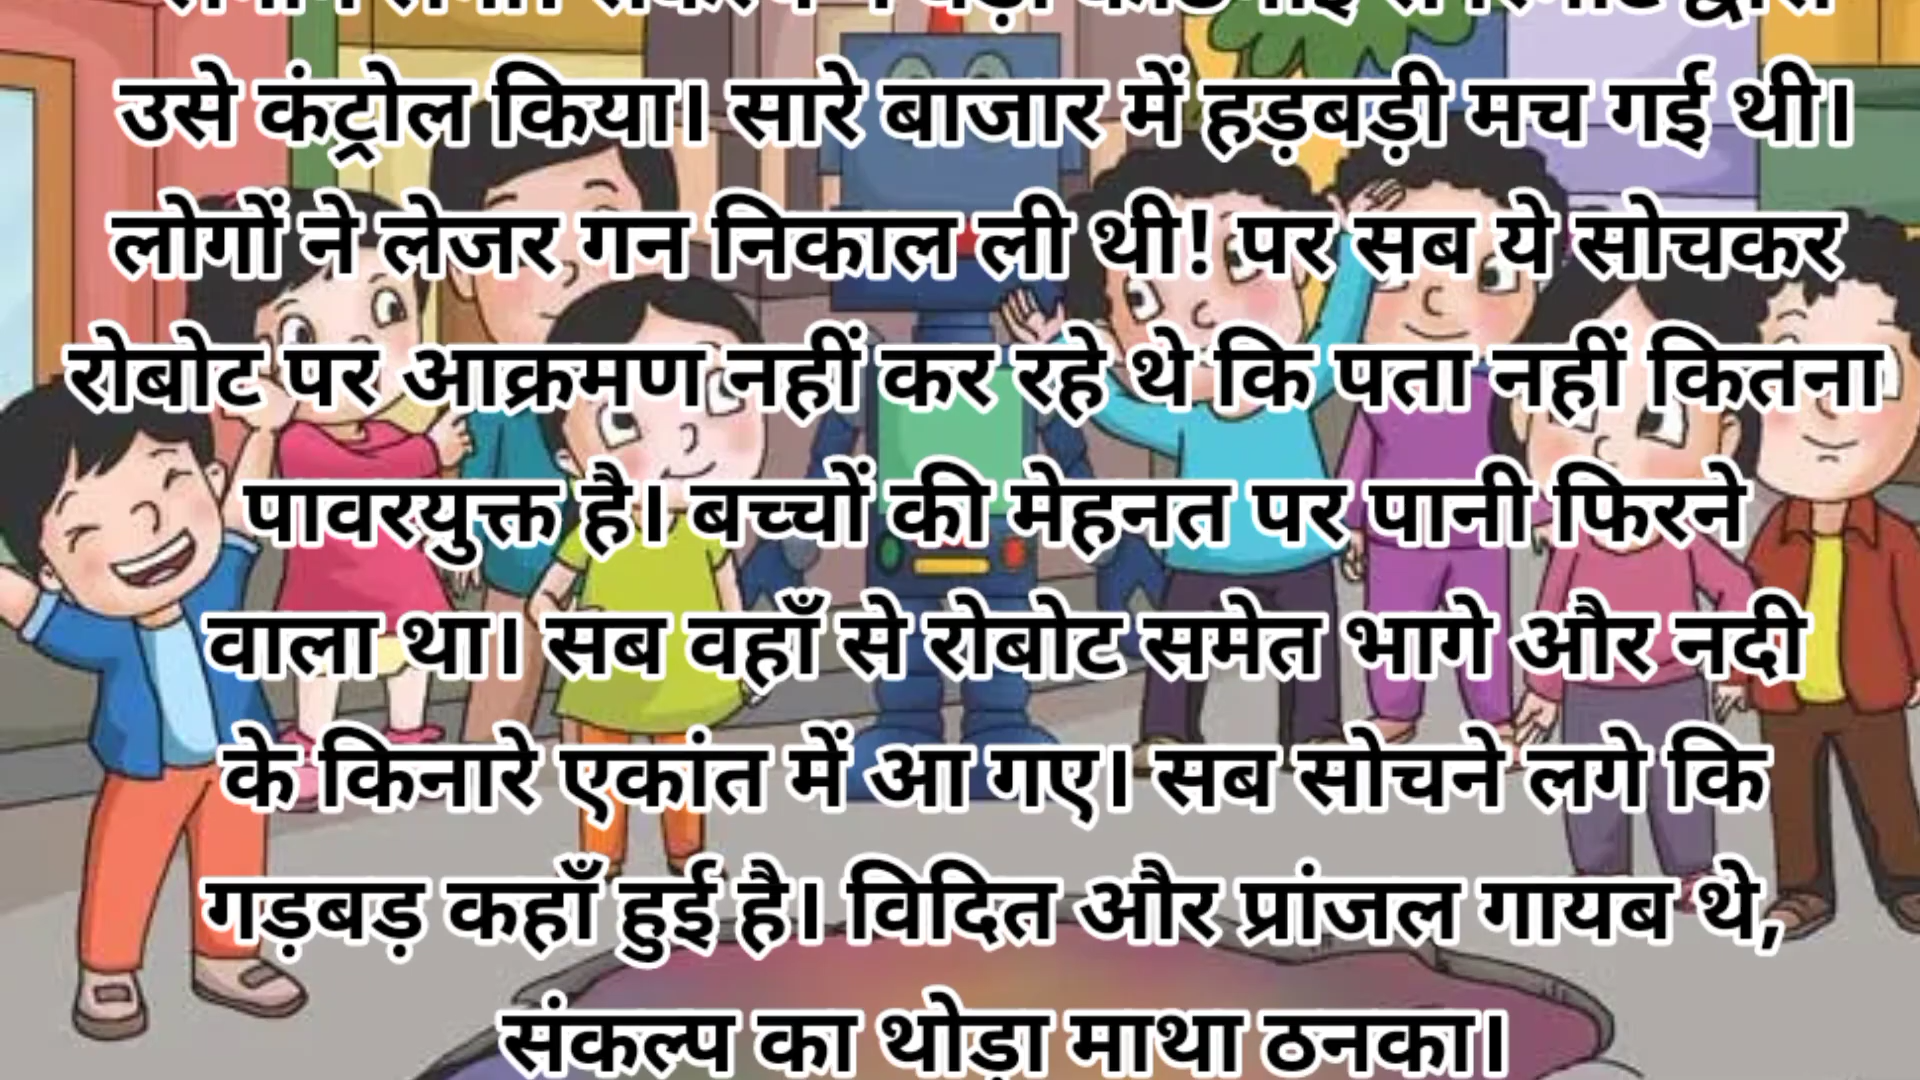 उसे कंट्रोल किया। सारे बाजार में हड़बड़ी मच गई थी।
लोगों ने लेजर गन निकाल ली थी! पर सब ये सोचकर
रोबोट पर आक्रमण नहीं कर रहे थे कि पता नहीं कितना
पावरयुक्त है। बच्चों की मेहनत पर पानी फिरने
वाला था। सब वहाँ से रोबोट समेत भागे और नदी
के किनारे एकांत में आ गए। सब सोचने लगे कि
गड़बड़ कहाँ हुई है। विदित और प्रांजल गायब थे,
संकल्प का थोड़ा माथा ठनका।